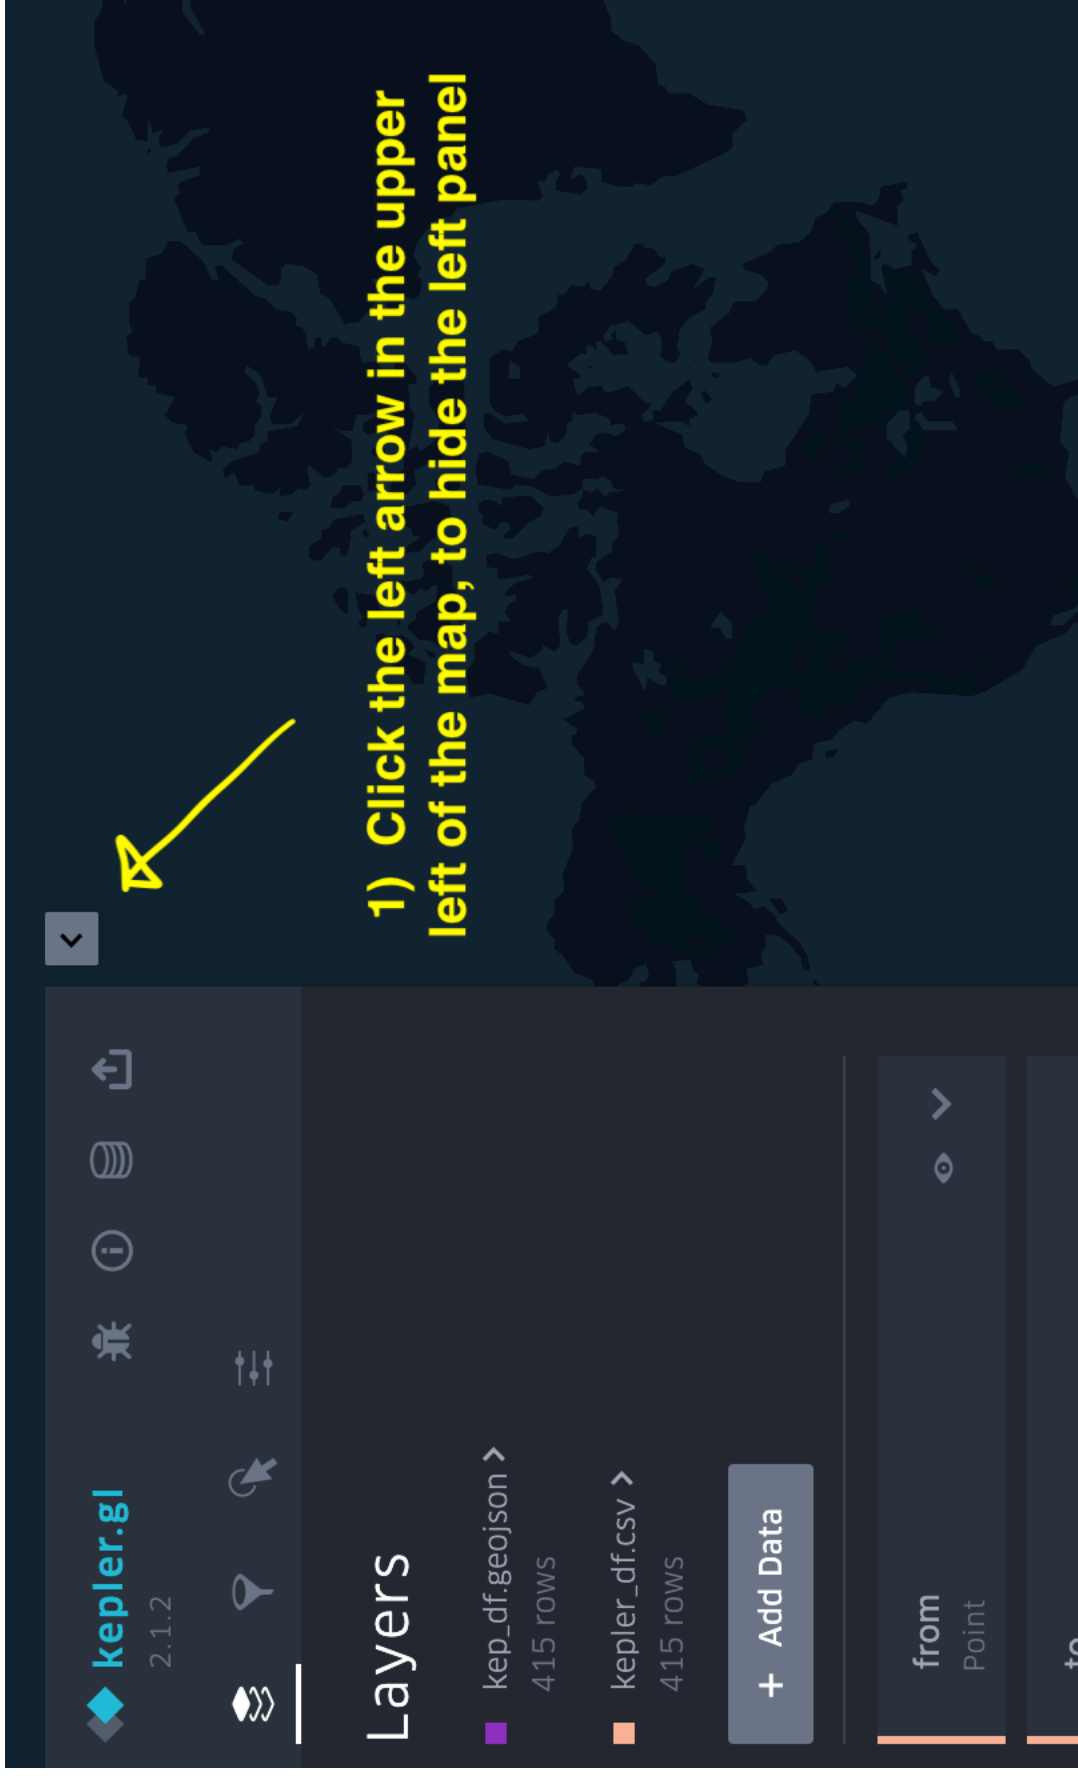 kepler.gl
2.1.2
1) Click the left arrow in the upper
left of the map, to hide the left panel
Layers
kep_df.geojson
415 rows
kepler_df.csv
415 rows
+ Add Data
from
Point
to